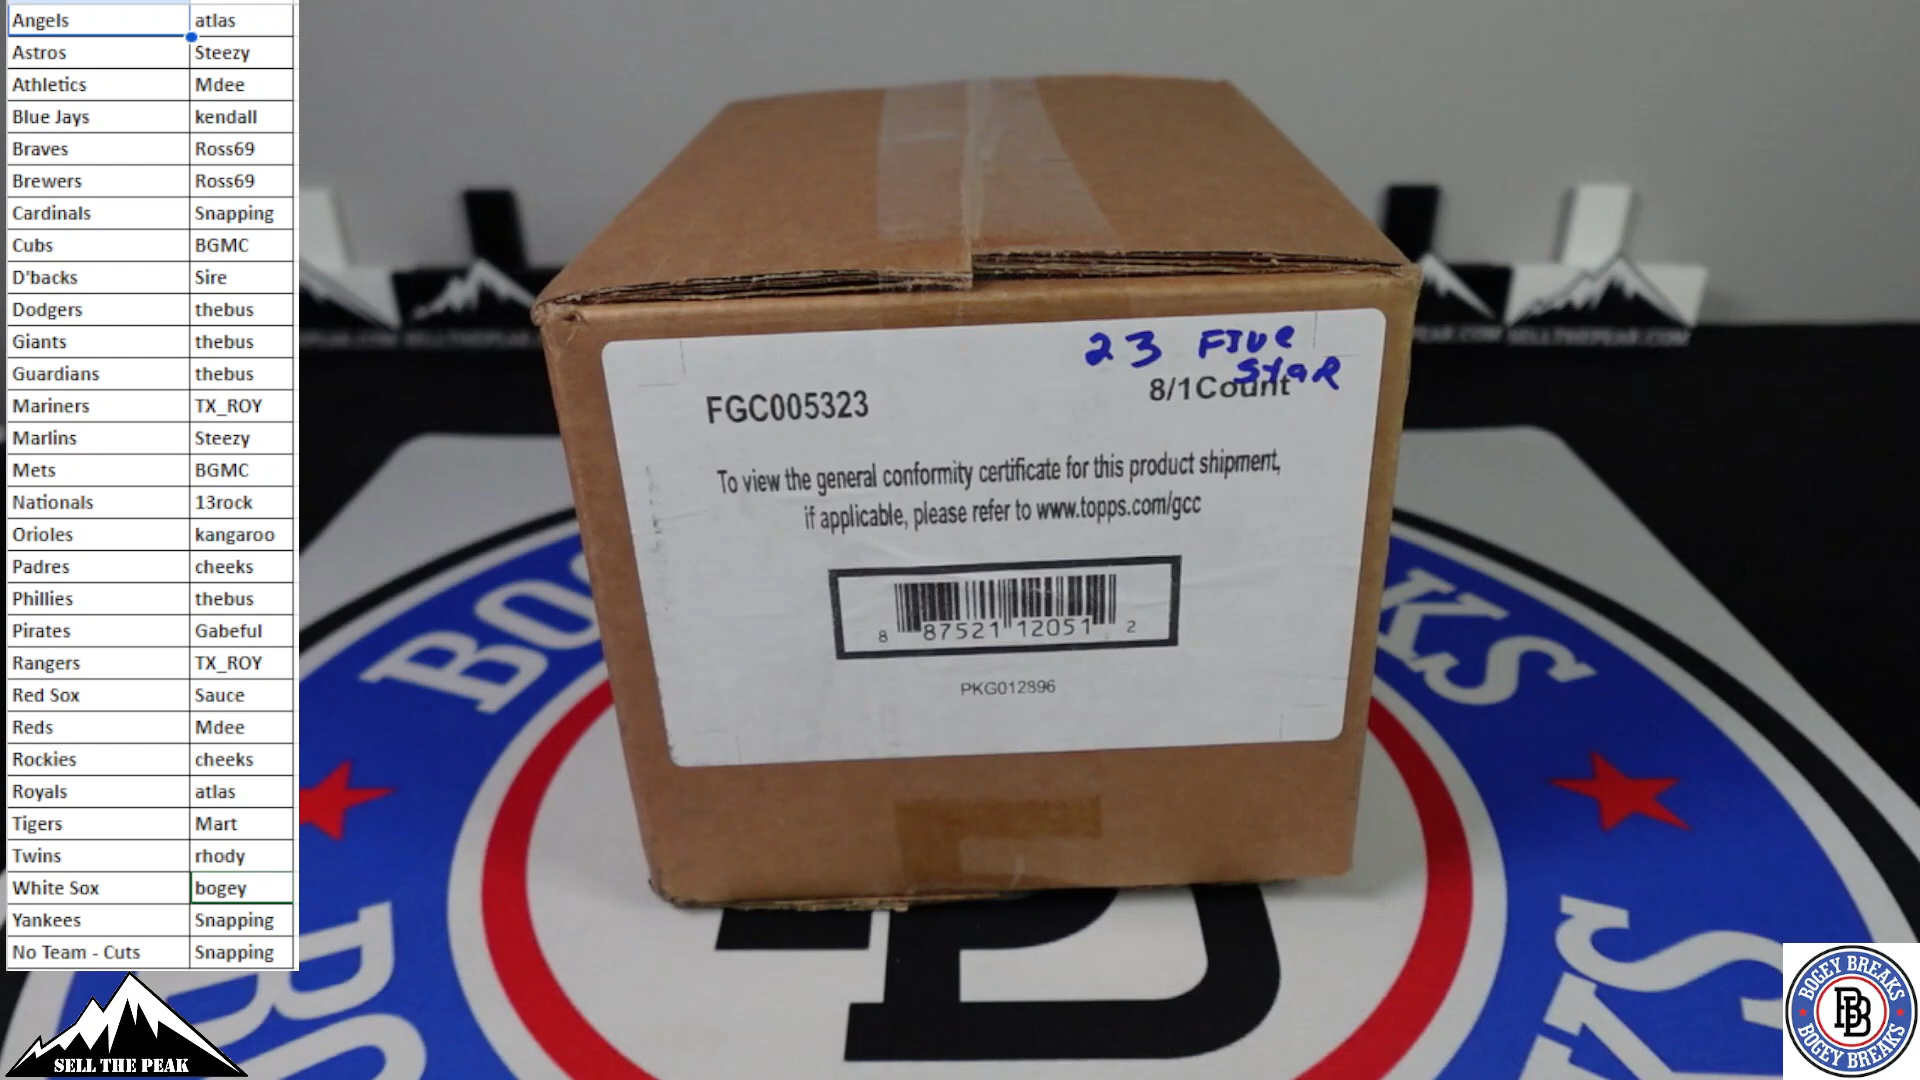 Angels atlas
Astros Steezy
Athletics Mdee
Blue Jays kendall
Braves Ross69
Brewers Ross69
Cardinals Snapping
Cubs BGMC
D'backs Sire
Dodgers thebus
Giants thebus
Guardians thebus
Mariners TX_ROY
Marlins Steezy
Mets BGMC
Nationals 13rock
Orioles kangaroo
Padres cheeks
Phillies thebus
Pirates Gabeful
Rangers TX_ROY
Red Sox Sauce
Reds Mdee
Rockies cheeks
Royals atlas
Tigers Mart
Twins rhody
White Sox bogey
Yankees Snapping
No Team - Cuts Snapping
SELL THE PEAK
23 FIVE
STAR
FGC005323
8/1Count
To view the general conformity certificate for this product shipment,
if applicable, please refer to www.topps.com/gcc
8 87521 12051 2
PKG012896
SELLTHEPEAK.COM
BOGEY BREAKS
BB
BOGEY BREAKS